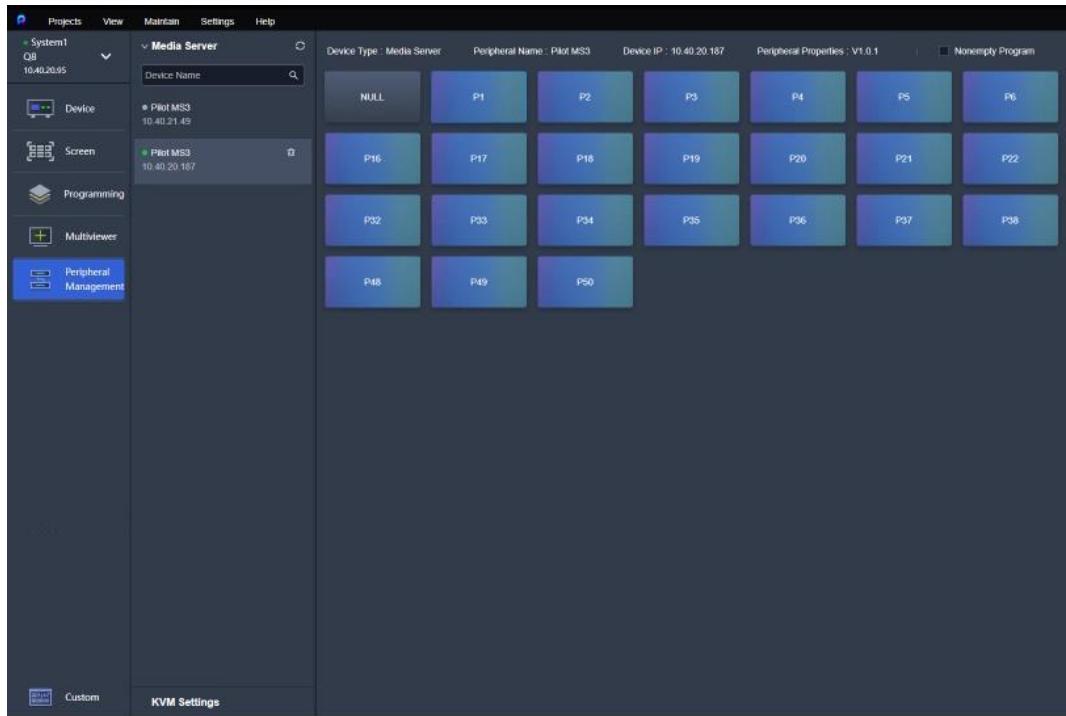 Projects View Maintain Settings Help
System1
Q8
10.40.20.95
Device
Screen
Programming
Multiviewer
Peripheral
Management
Custom
Media Server
Device Name
Pilot MS3
10.40.21.49
Pilot MS3
10.40.20.187
KVM Settings
Device Type : Media Server Peripheral Name : Pilot MS3 Device IP : 10.40.20.187 Peripheral Properties : V1.0.1 Nonempty Program
NULL P1 P2 P3 P4 P5 P6
P16 P17 P18 P19 P20 P21 P22
P32 P33 P34 P35 P36 P37 P38
P48 P49 P50